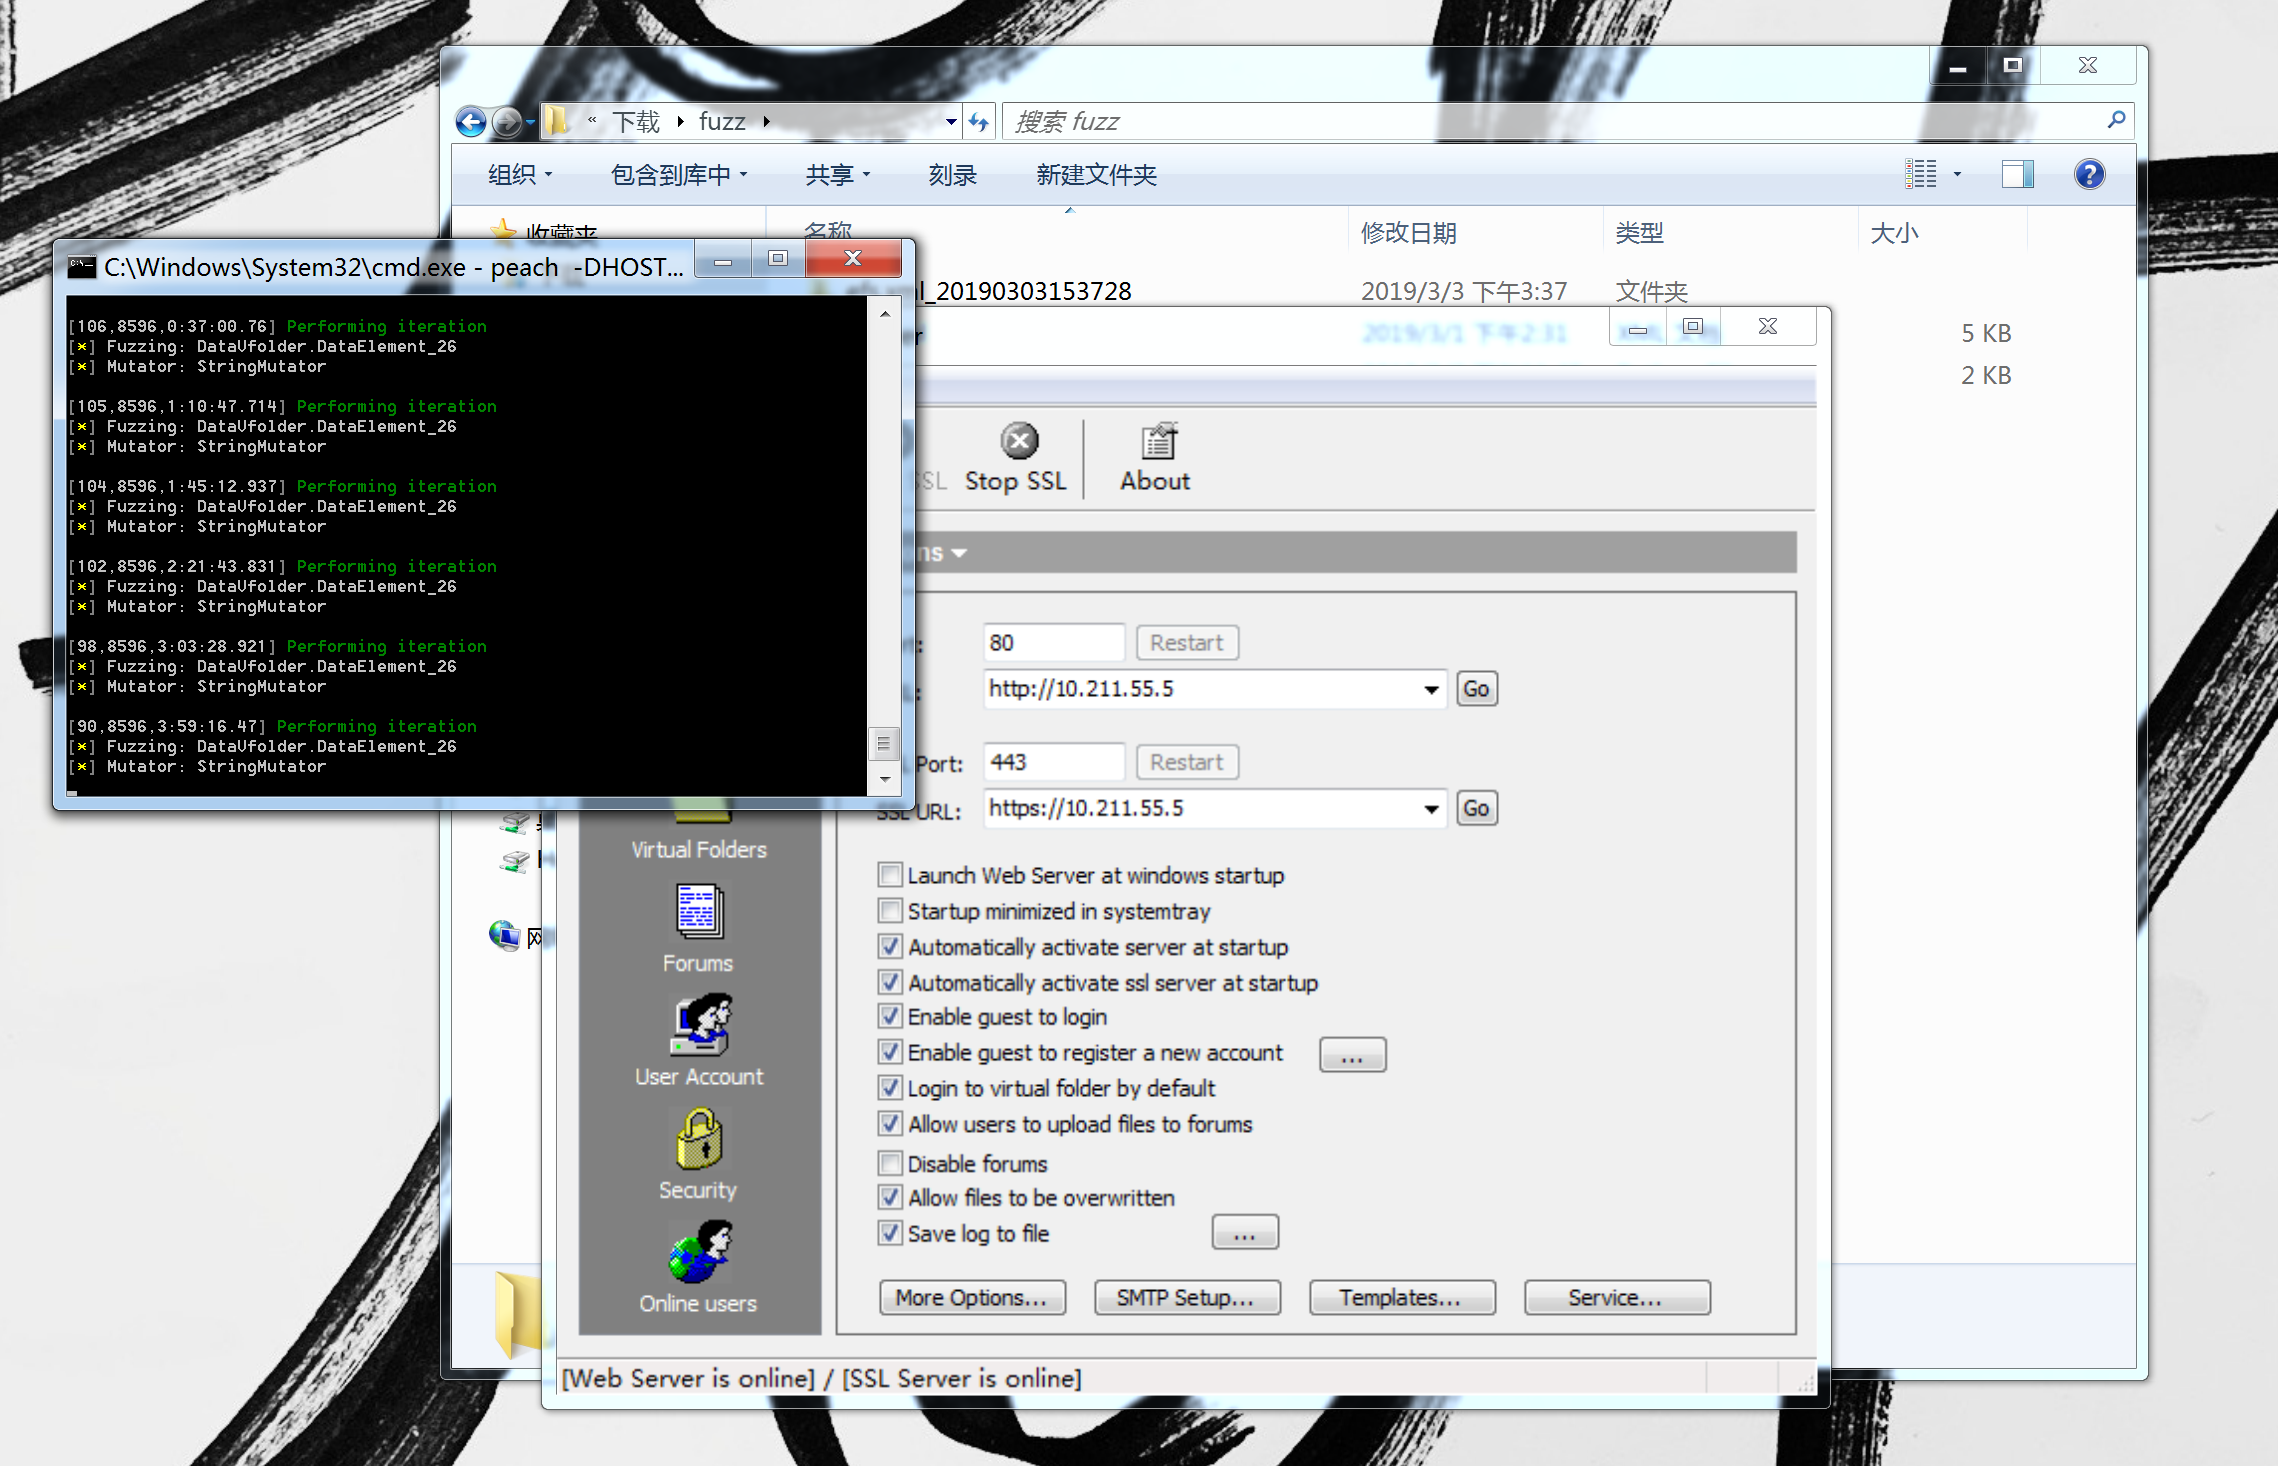 « 下载 ▸ fuzz ▸
搜索 fuzz
组织
包含到库中
共享
刻录
新建文件夹
收藏夹
名称
修改日期
类型
大小
_20190303153728
2019/3/3 下午3:37
文件夹
2019/3/1 下午2:31
5 KB
2 KB
C:\Windows\System32\cmd.exe - peach  -DHOST...
[106,8596,0:37:00.76] Performing iteration
[*] Fuzzing: DataVfolder.DataElement_26
[*] Mutator: StringMutator
[105,8596,1:10:47.714] Performing iteration
[*] Fuzzing: DataVfolder.DataElement_26
[*] Mutator: StringMutator
[104,8596,1:45:12.937] Performing iteration
[*] Fuzzing: DataVfolder.DataElement_26
[*] Mutator: StringMutator
[102,8596,2:21:43.831] Performing iteration
[*] Fuzzing: DataVfolder.DataElement_26
[*] Mutator: StringMutator
[98,8596,3:03:28.921] Performing iteration
[*] Fuzzing: DataVfolder.DataElement_26
[*] Mutator: StringMutator
[90,8596,3:59:16.47] Performing iteration
[*] Fuzzing: DataVfolder.DataElement_26
[*] Mutator: StringMutator
SSL
Stop SSL
About
ns
80
Restart
http://10.211.55.5
Go
Port:
443
Restart
SSL URL:
https://10.211.55.5
Go
Launch Web Server at windows startup
Startup minimized in systemtray
Automatically activate server at startup
Automatically activate ssl server at startup
Enable guest to login
Enable guest to register a new account
...
Login to virtual folder by default
Allow users to upload files to forums
Disable forums
Allow files to be overwritten
Save log to file
...
More Options...
SMTP Setup...
Templates...
Service...
Virtual Folders
Forums
User Account
Security
Online users
网
[Web Server is online] / [SSL Server is online]